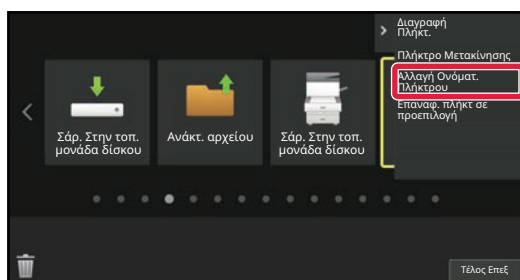 Διαγραφή
Πλήκτ.
Πλήκτρο Μετακίνησης
Αλλαγή Ονόματ.
Πλήκτρου
Επαναφ. πλήκτ σε
προεπιλογή
Σάρ. Στην τοπ.
μονάδα δίσκου
Ανάκτ. αρχείου
Σάρ. Στην τοπ.
μονάδα δίσκου
Τέλος Επεξ